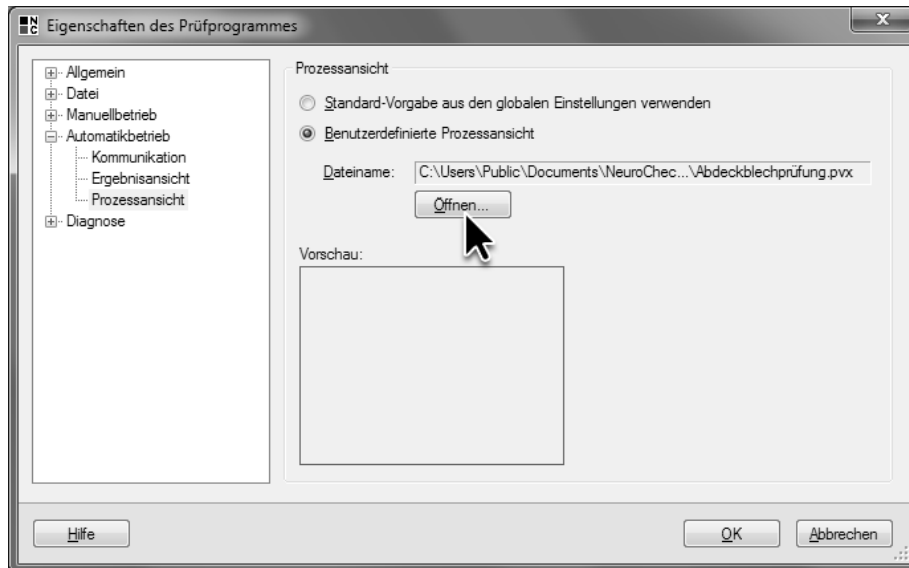 NC Eigenschaften des Prüfprogrammes
x
Allgemein
Datei
Manuellbetrieb
Automatikbetrieb
Kommunikation
Ergebnisansicht
Prozessansicht
Diagnose
Prozessansicht
Standard-Vorgabe aus den globalen Einstellungen verwenden
Benutzerdefinierte Prozessansicht
Dateiname: C:\Users\Public\Documents\NeuroChec...\Abdeckblechprüfung.pvx
Öffnen...
Vorschau:
Hilfe
OK Abbrechen